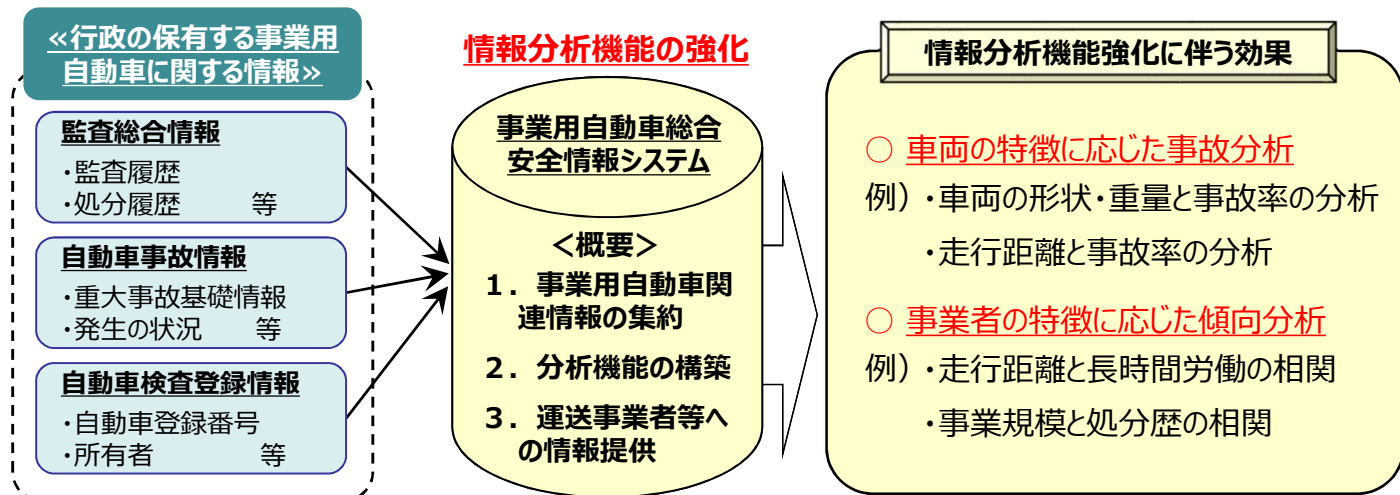 ≪行政の保有する事業用
自動車に関する情報≫
監査総合情報
・監査履歴
・処分履歴 等
自動車事故情報
・重大事故基礎情報
・発生の状況 等
自動車検査登録情報
・自動車登録番号
・所有者 等
情報分析機能の強化
事業用自動車総合
安全情報システム
＜概要＞
１．事業用自動車関
連情報の集約
２．分析機能の構築
３．運送事業者等へ
の情報提供
情報分析機能強化に伴う効果
○ 車両の特徴に応じた事故分析
例）・車両の形状・重量と事故率の分析
・走行距離と事故率の分析
○ 事業者の特徴に応じた傾向分析
例）・走行距離と長時間労働の相関
・事業規模と処分歴の相関